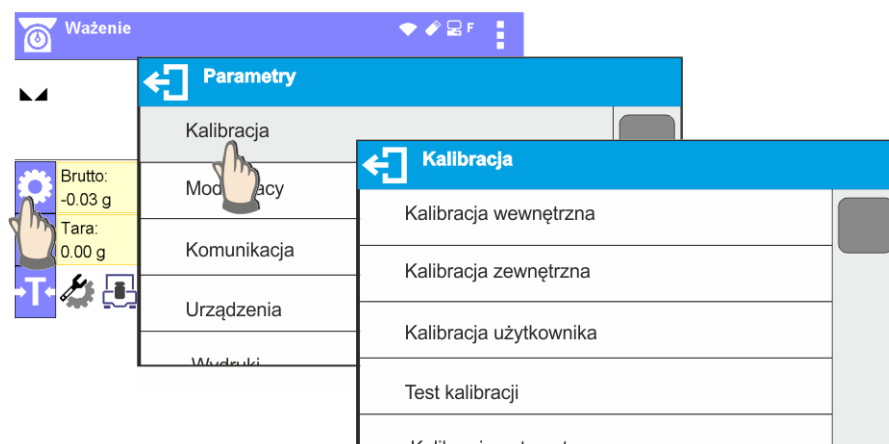 Ważenie
F
Parametry
Kalibracja
Brutto:
-0.03 g
Tara:
0.00 g
T
Komunikacja
Urządzenia
Wydruki
Kalibracja
Kalibracja wewnętrzna
Kalibracja zewnętrzna
Kalibracja użytkownika
Test kalibracji